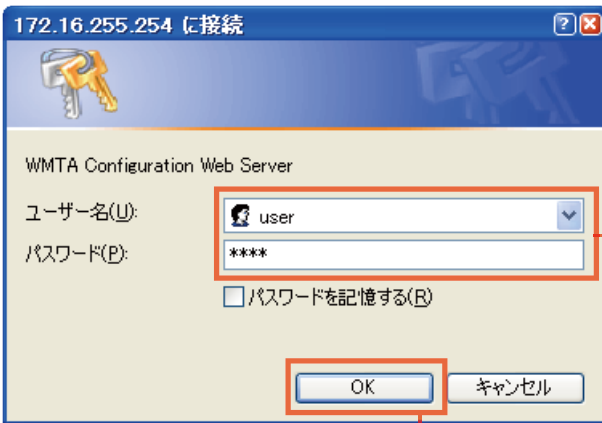 172.16.255.254 に接続
WMTA Configuration Web Server
ユーザー名(U):
user
パスワード(P):
****
パスワードを記憶する(R)
OK
キャンセル